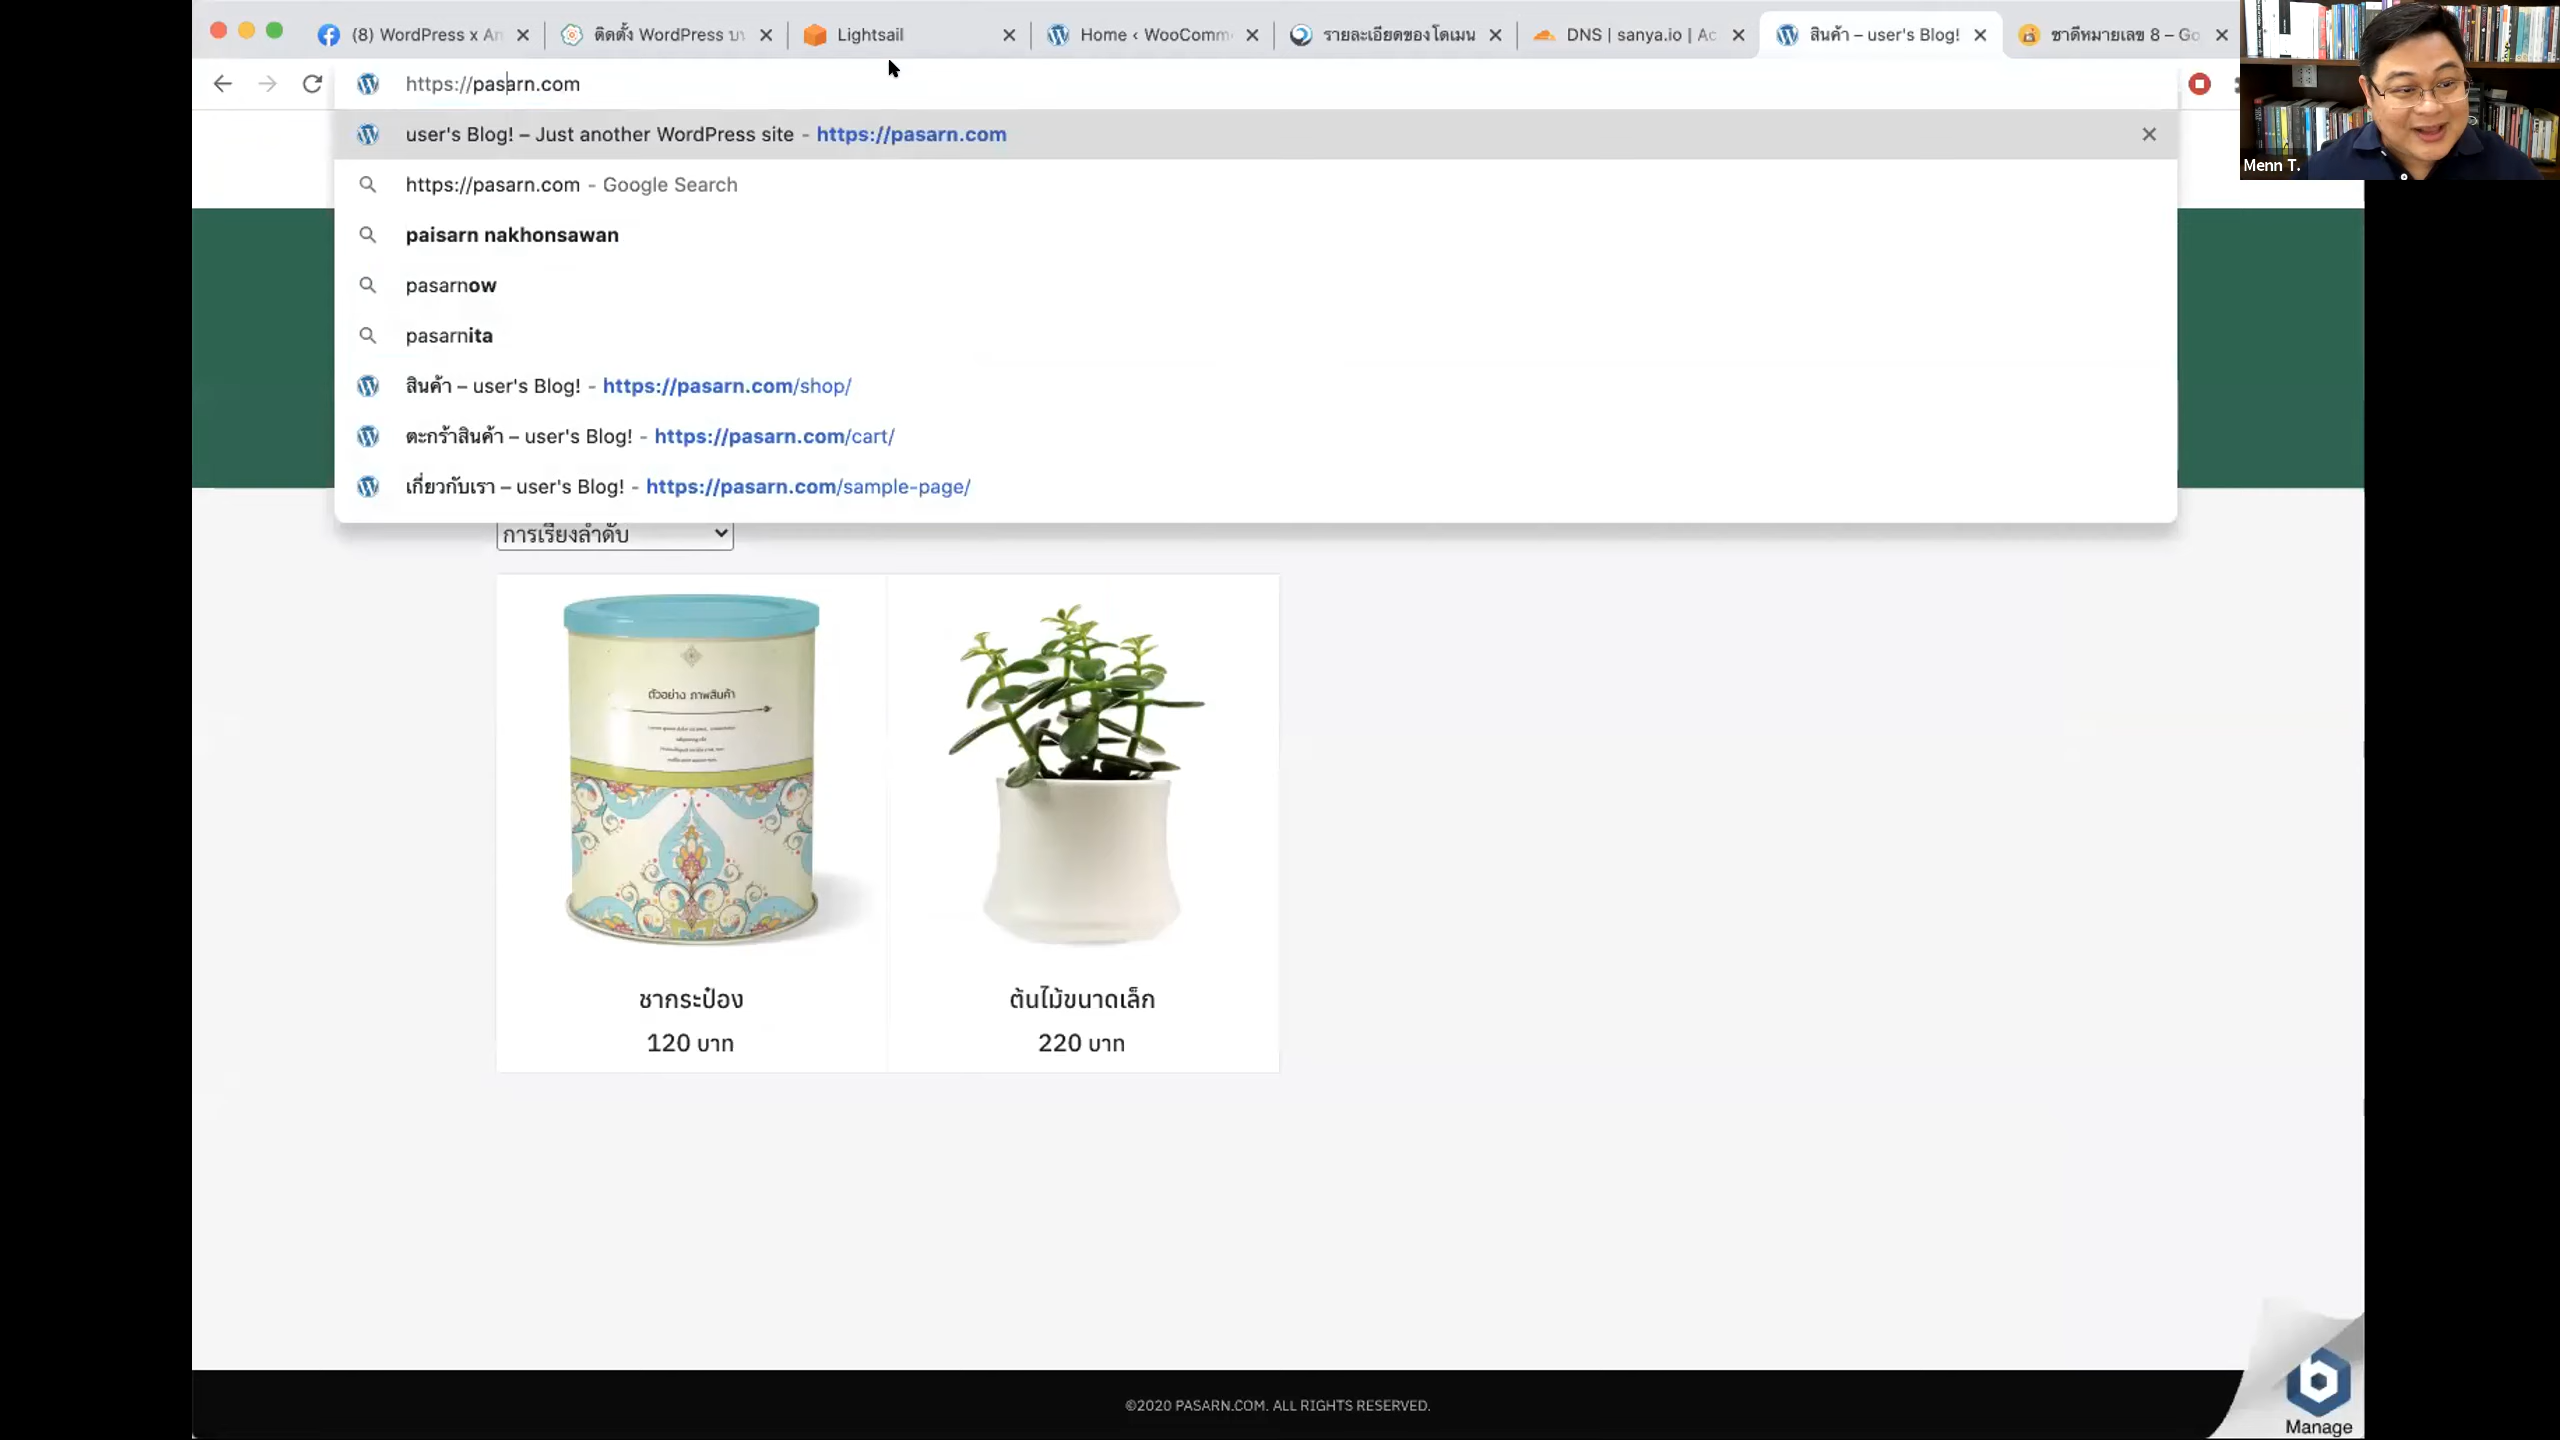 (8) WordPress x An
ติดตั้ง WordPress บน
Lightsail
Home ‹ WooComm
รายละเอียดของโดเมน
DNS | sanya.io | Ac
สินค้า – user's Blog!
ชาดีหมายเลข 8 – Go
https://pasarn.com
Menn T.
user's Blog! – Just another WordPress site - https://pasarn.com
https://pasarn.com - Google Search
paisarn nakhonsawan
pasarnow
pasarnita
สินค้า – user's Blog! - https://pasarn.com/shop/
ตะกร้าสินค้า – user's Blog! - https://pasarn.com/cart/
เกี่ยวกับเรา – user's Blog! - https://pasarn.com/sample-page/
การเรียงลำดับ
ตัวอย่าง ภาพสินค้า
ชากระป๋อง
ต้นไม้ขนาดเล็ก
120 บาท
220 บาท
©2020 PASARN.COM. ALL RIGHTS RESERVED.
Manage